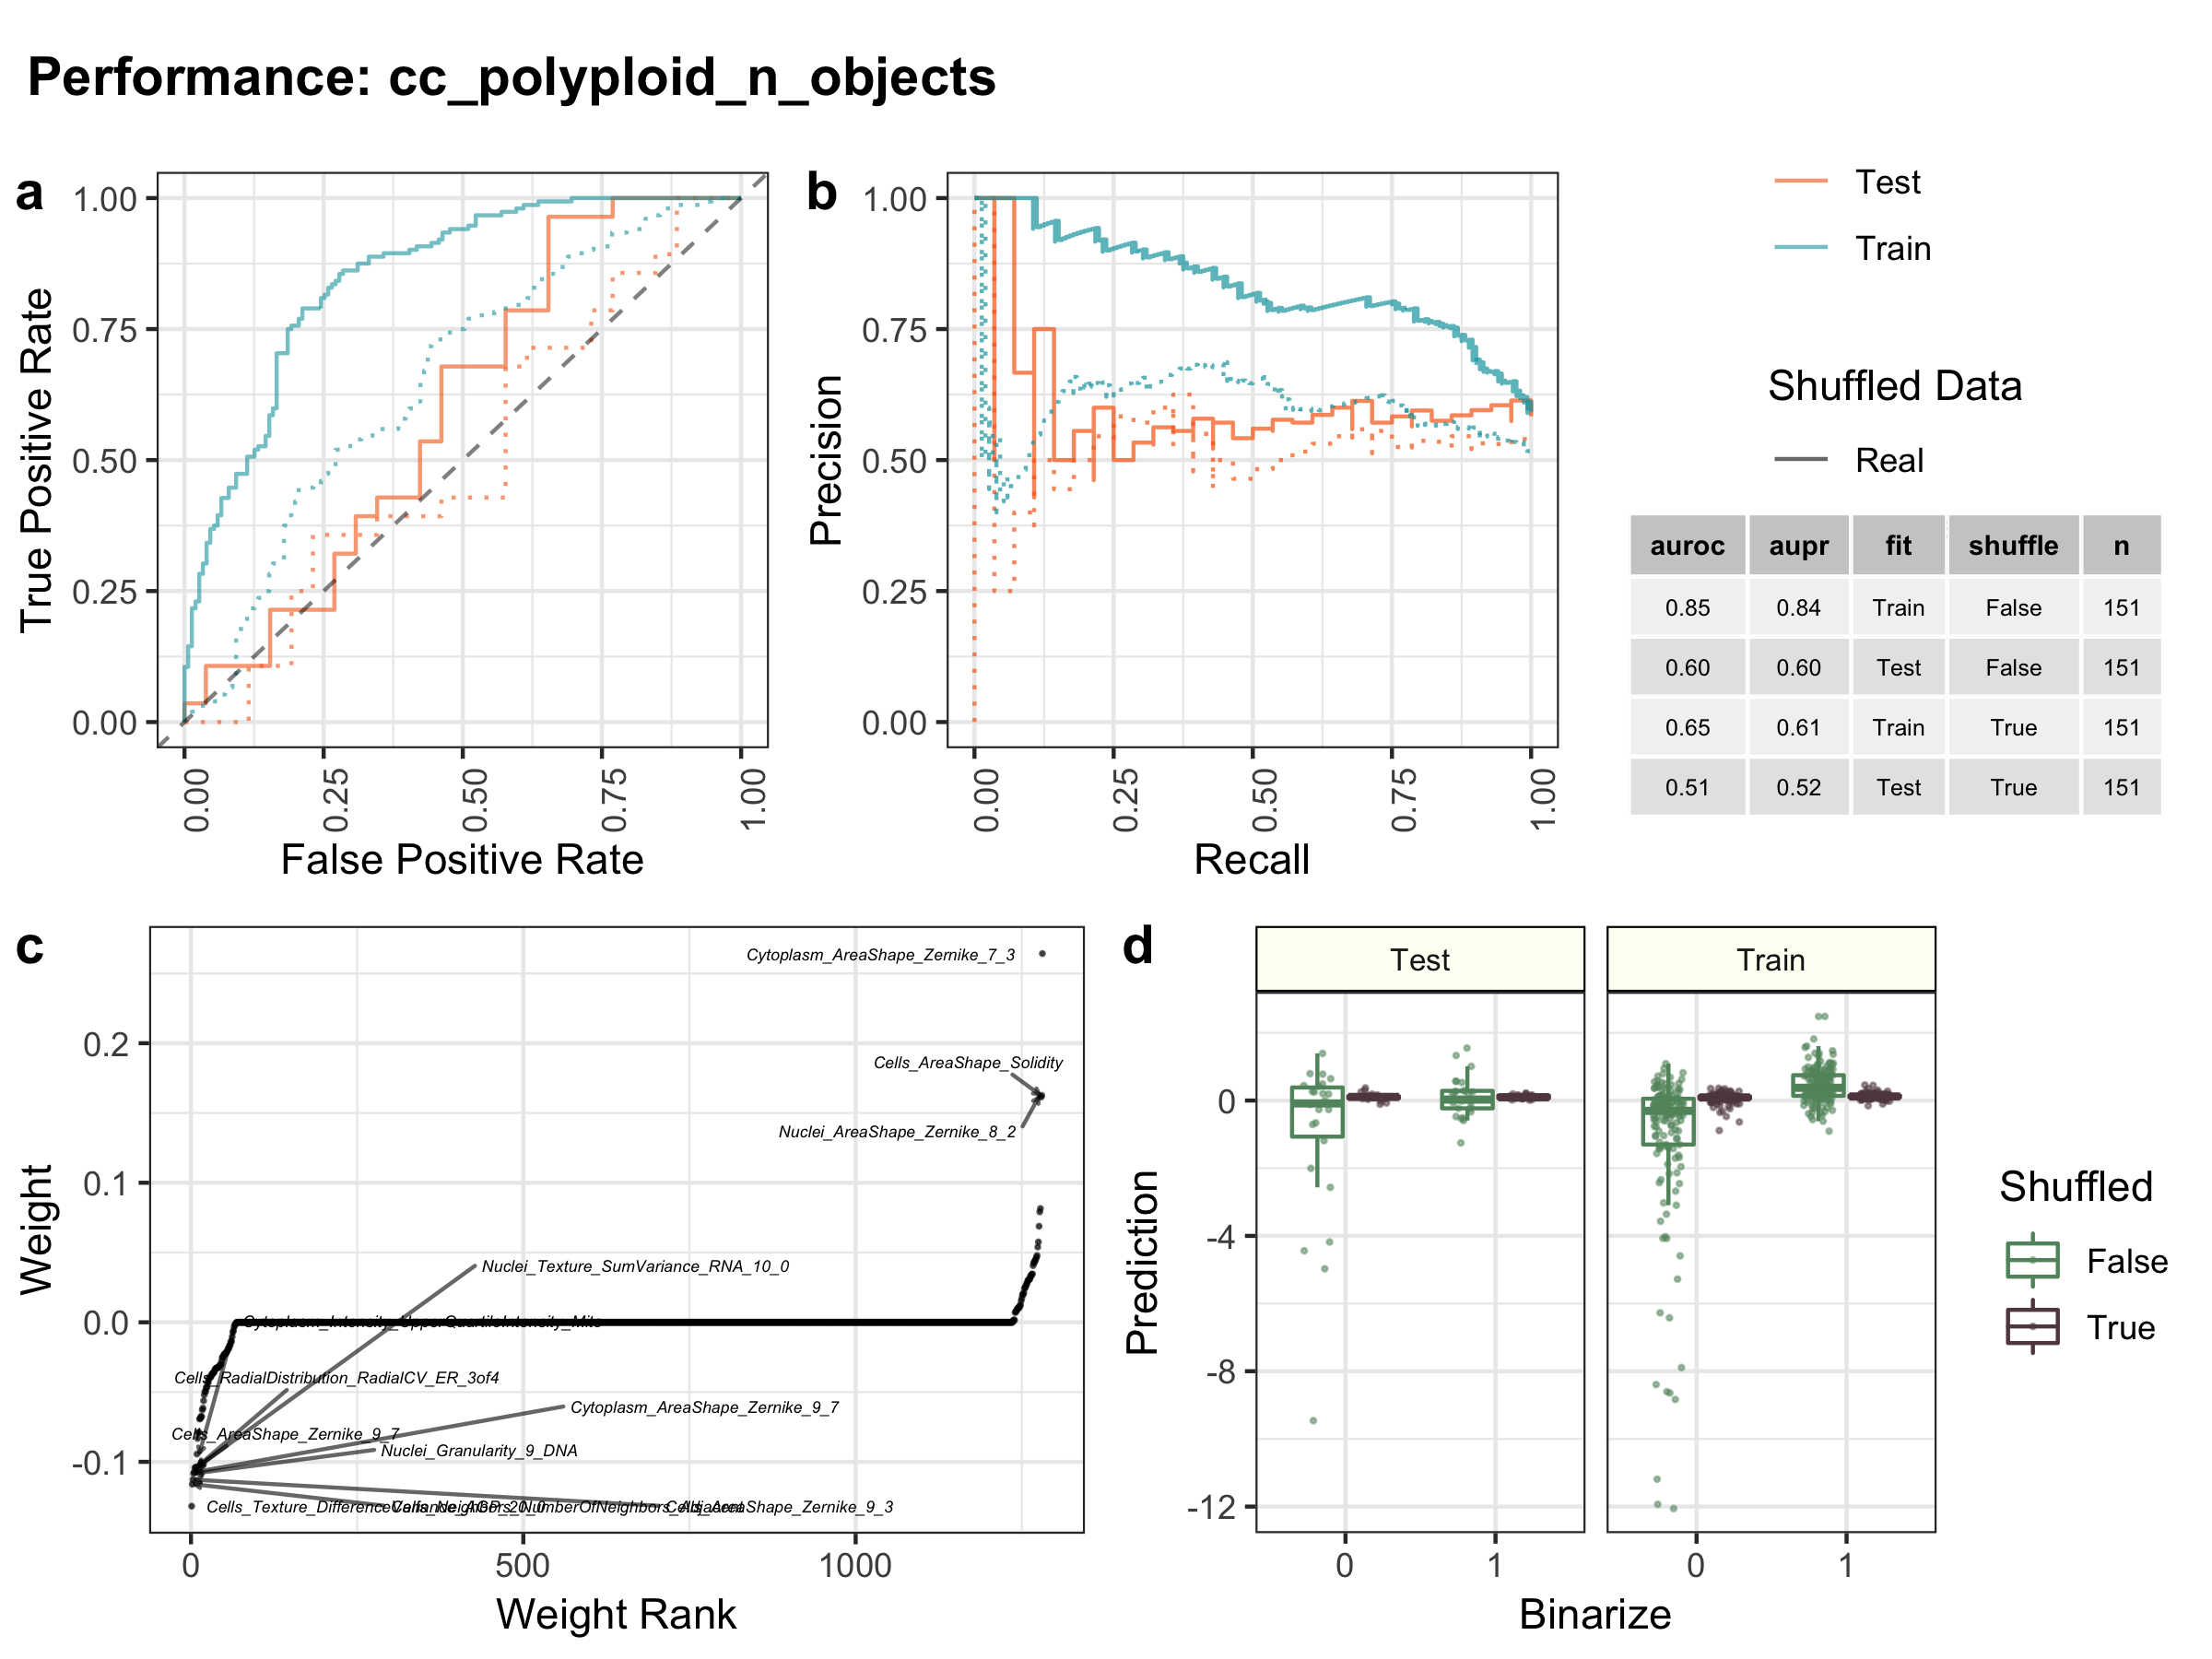 Performance: cc_polyploid_n_objects
a
1.00
0.75
0.50
0.25
0.00
True Positive Rate
0.00
0.25
0.50
0.75
1.00
False Positive Rate
b
1.00
0.75
0.50
0.25
0.00
Precision
0.00
0.25
0.50
0.75
1.00
Recall
Test
Train
Shuffled Data
Real
auroc aupr fit shuffle n
0.85 0.84 Train False 151
0.60 0.60 Test False 151
0.65 0.61 Train True 151
0.51 0.52 Test True 151
c
0.2
0.1
0.0
-0.1
Weight
Cytoplasm_AreaShape_Zernike_7_3
Cells_AreaShape_Solidity
Nuclei_AreaShape_Zernike_8_2
Nuclei_Texture_SumVariance_RNA_10_0
Cytoplasm_Intensity_UpperQuartileIntensity_Mito
Cells_RadialDistribution_RadialCV_ER_3of4
Cytoplasm_AreaShape_Zernike_9_7
Cells_AreaShape_Zernike_9_7
Nuclei_Granularity_9_DNA
Cells_Texture_DifferenceVariance_AGP_20_0
Cells_Neighbors_NumberOfNeighbors_Adjacent
Cells_AreaShape_Zernike_9_3
0
500
1000
Weight Rank
d
Test
Train
0
-4
-8
-12
Prediction
0
1
0
1
Binarize
Shuffled
False
True